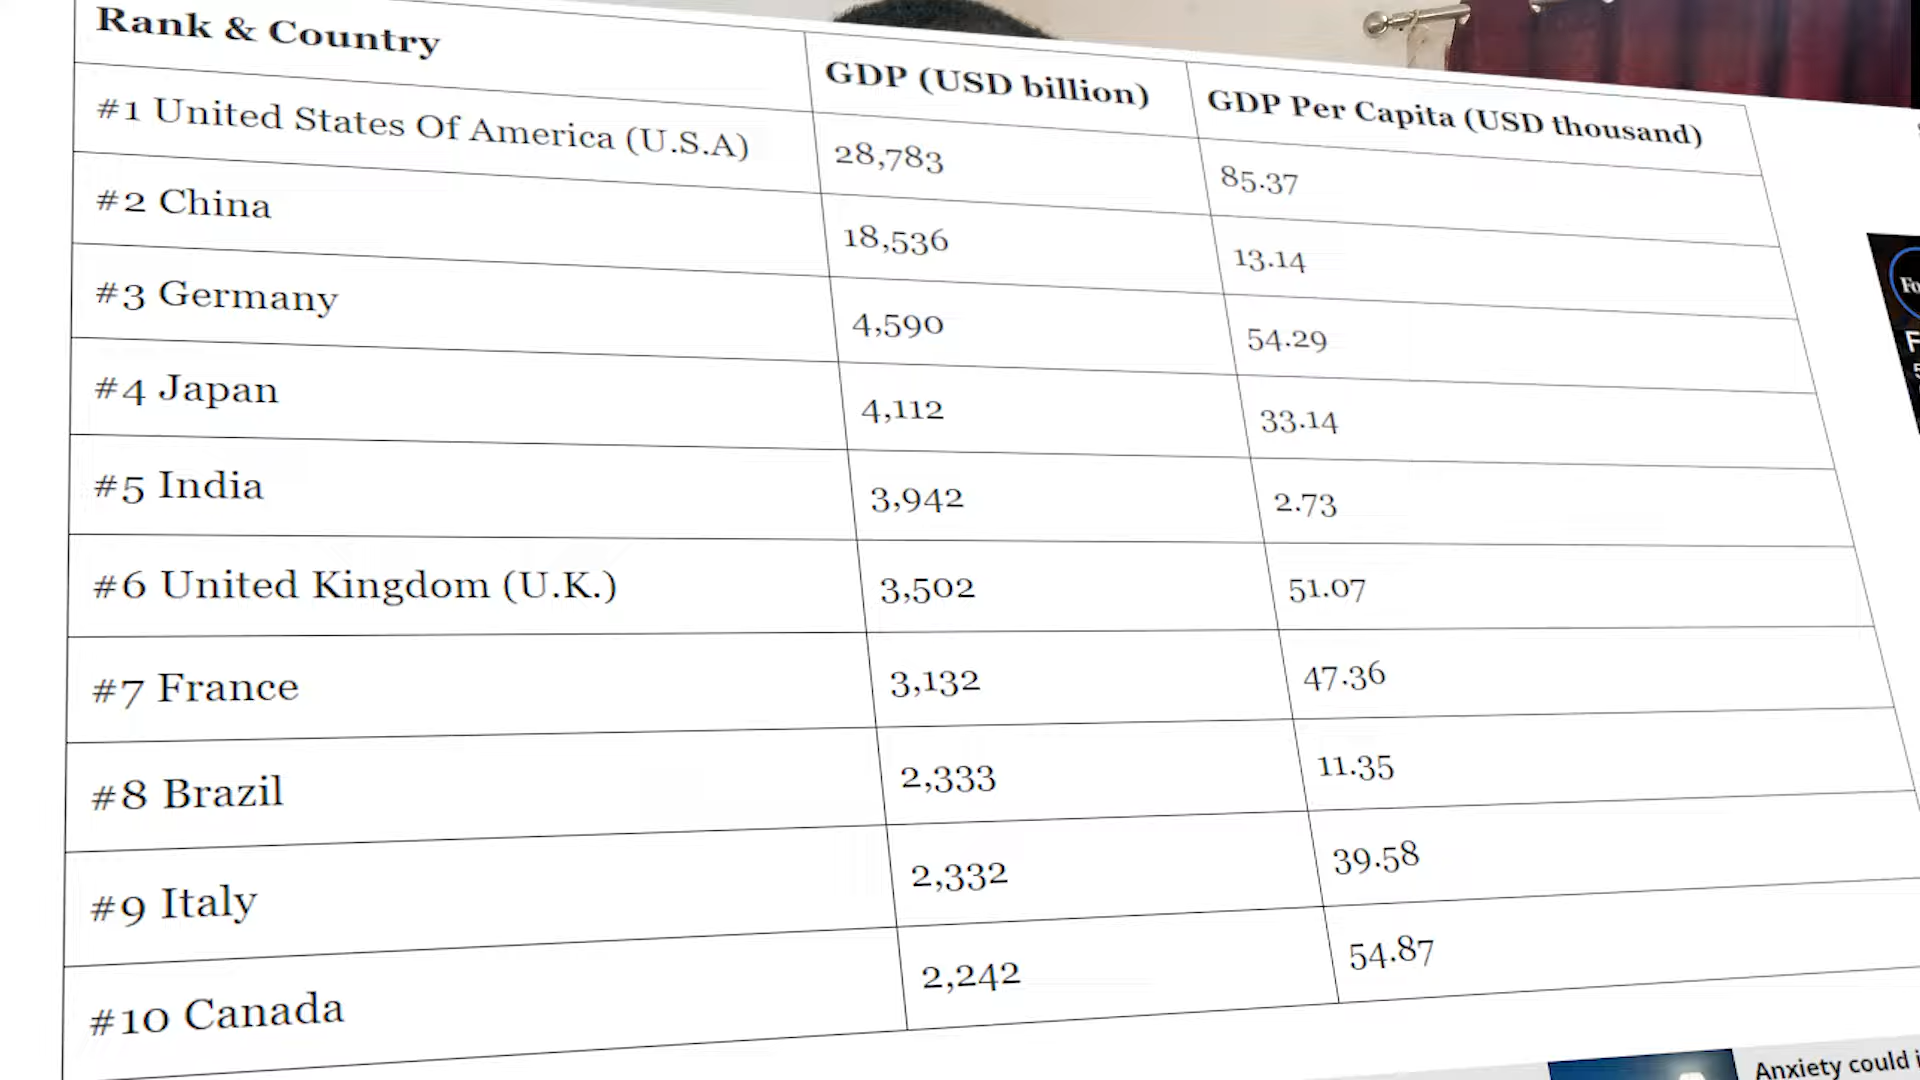 Rank & Country GDP (USD billion) GDP Per Capita (USD thousand)
#1 United States Of America (U.S.A) 28,783 85.37
#2 China 18,536 13.14
#3 Germany 4,590 54.29
#4 Japan 4,112 33.14
#5 India 3,942 2.73
#6 United Kingdom (U.K.) 3,502 51.07
#7 France 3,132 47.36
#8 Brazil 2,333 11.35
#9 Italy 2,332 39.58
#10 Canada 2,242 54.87
Anxiety could